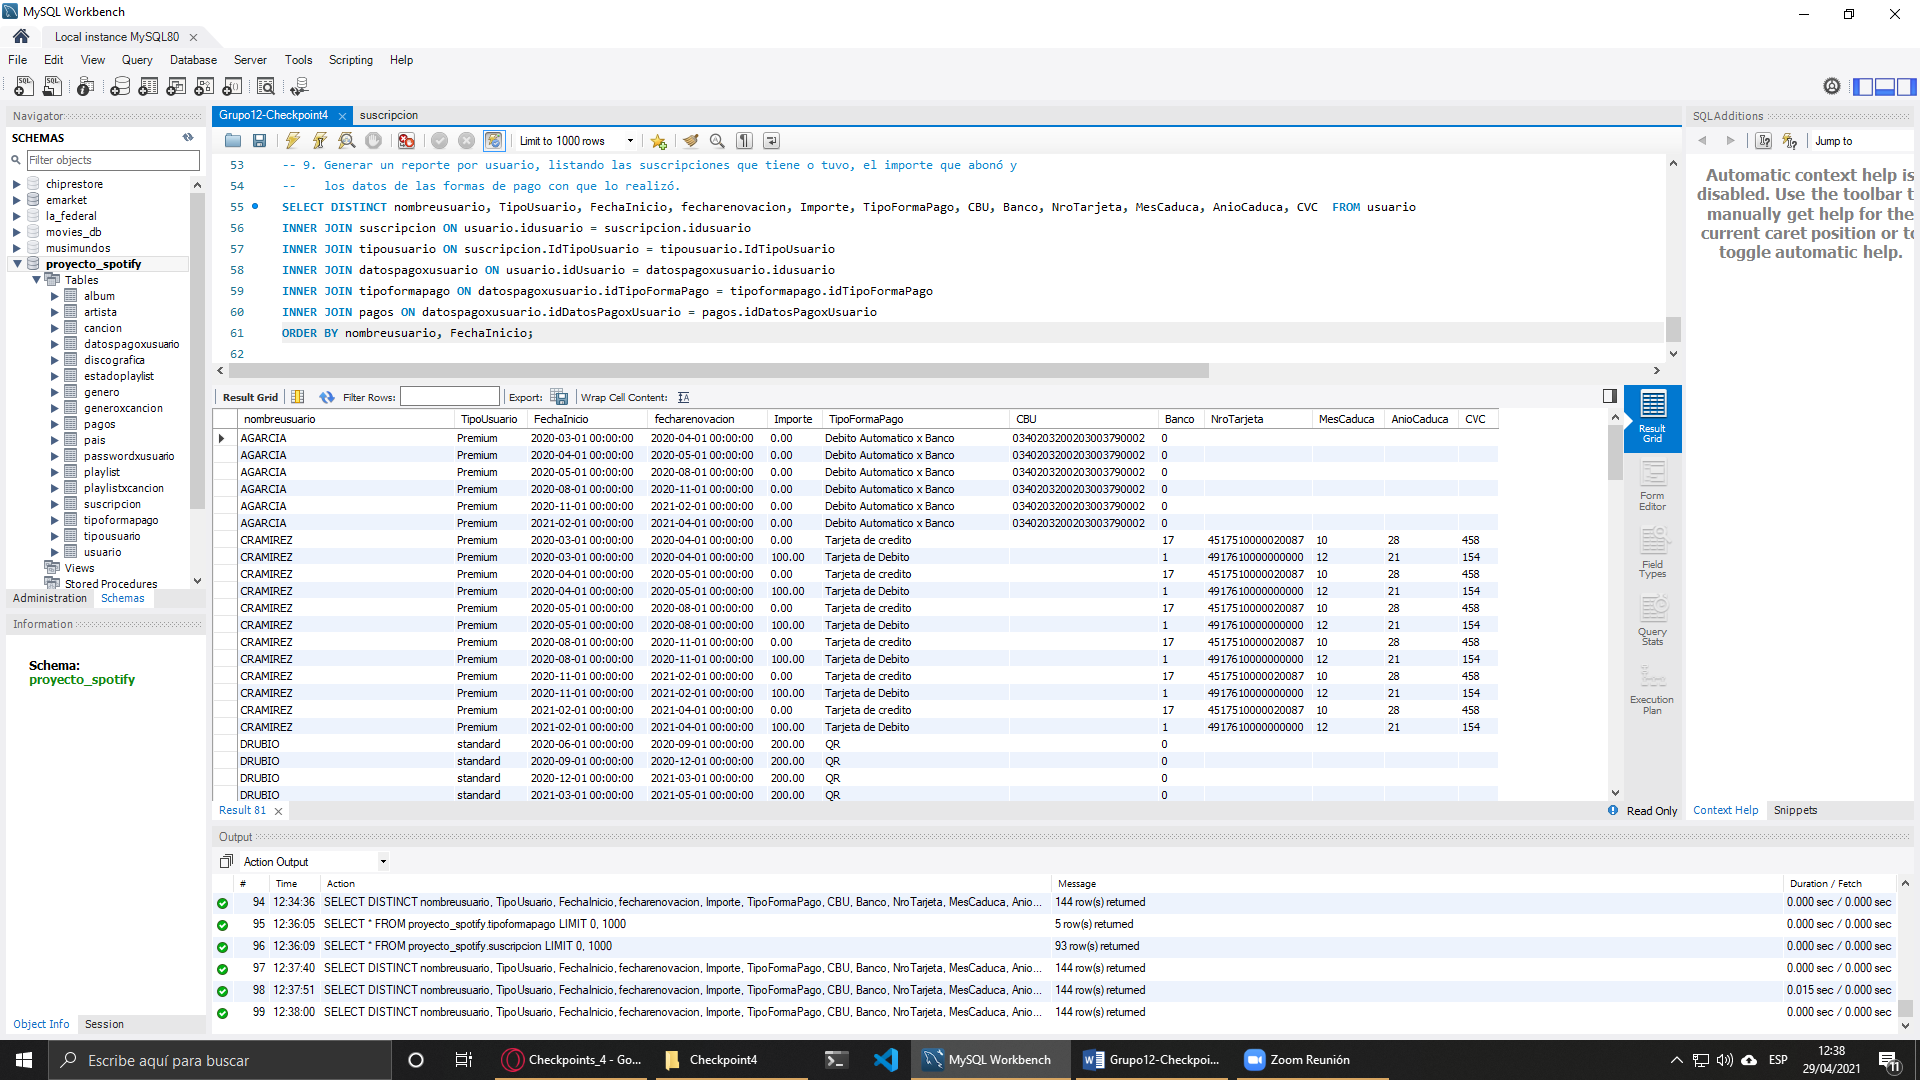 MySQL Workbench
Local instance MySQL80
File Edit View Query Database Server Tools Scripting Help
Navigator
SCHEMAS
Filter objects
chiprestore
emarket
la_federal
movies_db
musimundos
proyecto_spotify
Tables
album
artista
cancion
datospagoxusuario
discografica
estadoplaylist
genero
generoxcancion
pagos
pais
passwordxusuario
playlist
playlistxcancion
suscripcion
tipoformapago
tipousuario
usuario
Views
Stored Procedures
Administration Schemas
Information
Schema:
proyecto_spotify
Object Info Session
Grupo12-Checkpoint4 suscripcion
Limit to 1000 rows
53 -- 9. Generar un reporte por usuario, listando las suscripciones que tiene o tuvo, el importe que abonó y
54 -- los datos de las formas de pago con que lo realizó.
55 SELECT DISTINCT nombreusuario, TipoUsuario, FechaInicio, fecharenovacion, Importe, TipoFormaPago, CBU, Banco, NroTarjeta, MesCaduca, AnioCaduca, CVC FROM usuario
56 INNER JOIN suscripcion ON usuario.idusuario = suscripcion.idusuario
57 INNER JOIN tipousuario ON suscripcion.IdTipoUsuario = tipousuario.IdTipoUsuario
58 INNER JOIN datospagoxusuario ON usuario.idUsuario = datospagoxusuario.idusuario
59 INNER JOIN tipoformapago ON datospagoxusuario.idTipoFormaPago = tipoformapago.idTipoFormaPago
60 INNER JOIN pagos ON datospagoxusuario.idDatosPagoxUsuario = pagos.idDatosPagoxUsuario
61 ORDER BY nombreusuario, FechaInicio;
62
Result Grid Filter Rows: Export: Wrap Cell Content:
nombreusuario TipoUsuario FechaInicio fecharenovacion Importe TipoFormaPago CBU Banco NroTarjeta MesCaduca AnioCaduca CVC
AGARCIA Premium 2020-03-01 00:00:00 2020-04-01 00:00:00 0.00 Debito Automatico x Banco 0340203200203003790002 0
AGARCIA Premium 2020-04-01 00:00:00 2020-05-01 00:00:00 0.00 Debito Automatico x Banco 0340203200203003790002 0
AGARCIA Premium 2020-05-01 00:00:00 2020-08-01 00:00:00 0.00 Debito Automatico x Banco 0340203200203003790002 0
AGARCIA Premium 2020-08-01 00:00:00 2020-11-01 00:00:00 0.00 Debito Automatico x Banco 0340203200203003790002 0
AGARCIA Premium 2020-11-01 00:00:00 2021-02-01 00:00:00 0.00 Debito Automatico x Banco 0340203200203003790002 0
AGARCIA Premium 2021-02-01 00:00:00 2021-04-01 00:00:00 0.00 Debito Automatico x Banco 0340203200203003790002 0
CRAMIREZ Premium 2020-03-01 00:00:00 2020-04-01 00:00:00 0.00 Tarjeta de credito 17 4517510000020087 10 28 458
CRAMIREZ Premium 2020-03-01 00:00:00 2020-04-01 00:00:00 100.00 Tarjeta de Debito 1 4917610000000000 12 21 154
CRAMIREZ Premium 2020-04-01 00:00:00 2020-05-01 00:00:00 0.00 Tarjeta de credito 17 4517510000020087 10 28 458
CRAMIREZ Premium 2020-04-01 00:00:00 2020-05-01 00:00:00 100.00 Tarjeta de Debito 1 4917610000000000 12 21 154
CRAMIREZ Premium 2020-05-01 00:00:00 2020-08-01 00:00:00 0.00 Tarjeta de credito 17 4517510000020087 10 28 458
CRAMIREZ Premium 2020-05-01 00:00:00 2020-08-01 00:00:00 100.00 Tarjeta de Debito 1 4917610000000000 12 21 154
CRAMIREZ Premium 2020-08-01 00:00:00 2020-11-01 00:00:00 0.00 Tarjeta de credito 17 4517510000020087 10 28 458
CRAMIREZ Premium 2020-08-01 00:00:00 2020-11-01 00:00:00 100.00 Tarjeta de Debito 1 4917610000000000 12 21 154
CRAMIREZ Premium 2020-11-01 00:00:00 2021-02-01 00:00:00 0.00 Tarjeta de credito 17 4517510000020087 10 28 458
CRAMIREZ Premium 2020-11-01 00:00:00 2021-02-01 00:00:00 100.00 Tarjeta de Debito 1 4917610000000000 12 21 154
CRAMIREZ Premium 2021-02-01 00:00:00 2021-04-01 00:00:00 0.00 Tarjeta de credito 17 4517510000020087 10 28 458
CRAMIREZ Premium 2021-02-01 00:00:00 2021-04-01 00:00:00 100.00 Tarjeta de Debito 1 4917610000000000 12 21 154
DRUBIO standard 2020-06-01 00:00:00 2020-09-01 00:00:00 200.00 QR 0
DRUBIO standard 2020-09-01 00:00:00 2020-12-01 00:00:00 200.00 QR 0
DRUBIO standard 2020-12-01 00:00:00 2021-03-01 00:00:00 200.00 QR 0
DRUBIO standard 2021-03-01 00:00:00 2021-05-01 00:00:00 200.00 QR 0
Result Grid
Form Editor
Field Types
Query Stats
Execution Plan
Result 81
Read Only
SQLAdditions
Jump to
Automatic context help is
disabled. Use the toolbar t
manually get help for the
current caret position or to
toggle automatic help.
Context Help Snippets
Output
Action Output
# Time Action Message Duration / Fetch
94 12:34:36 SELECT DISTINCT nombreusuario, TipoUsuario, FechaInicio, fecharenovacion, Importe, TipoFormaPago, CBU, Banco, NroTarjeta, MesCaduca, Anio... 144 row(s) returned 0.000 sec / 0.000 sec
95 12:36:05 SELECT * FROM proyecto_spotify.tipoformapago LIMIT 0, 1000 5 row(s) returned 0.000 sec / 0.000 sec
96 12:36:09 SELECT * FROM proyecto_spotify.suscripcion LIMIT 0, 1000 93 row(s) returned 0.000 sec / 0.000 sec
97 12:37:40 SELECT DISTINCT nombreusuario, TipoUsuario, FechaInicio, fecharenovacion, Importe, TipoFormaPago, CBU, Banco, NroTarjeta, MesCaduca, Anio... 144 row(s) returned 0.000 sec / 0.000 sec
98 12:37:51 SELECT DISTINCT nombreusuario, TipoUsuario, FechaInicio, fecharenovacion, Importe, TipoFormaPago, CBU, Banco, NroTarjeta, MesCaduca, Anio... 144 row(s) returned 0.015 sec / 0.000 sec
99 12:38:00 SELECT DISTINCT nombreusuario, TipoUsuario, FechaInicio, fecharenovacion, Importe, TipoFormaPago, CBU, Banco, NroTarjeta, MesCaduca, Anio... 144 row(s) returned 0.000 sec / 0.000 sec
Escribe aquí para buscar
Checkpoints_4 - Go...
Checkpoint4
MySQL Workbench
Grupo12-Checkpoi...
Zoom Reunión
ESP
12:38
29/04/2021
11